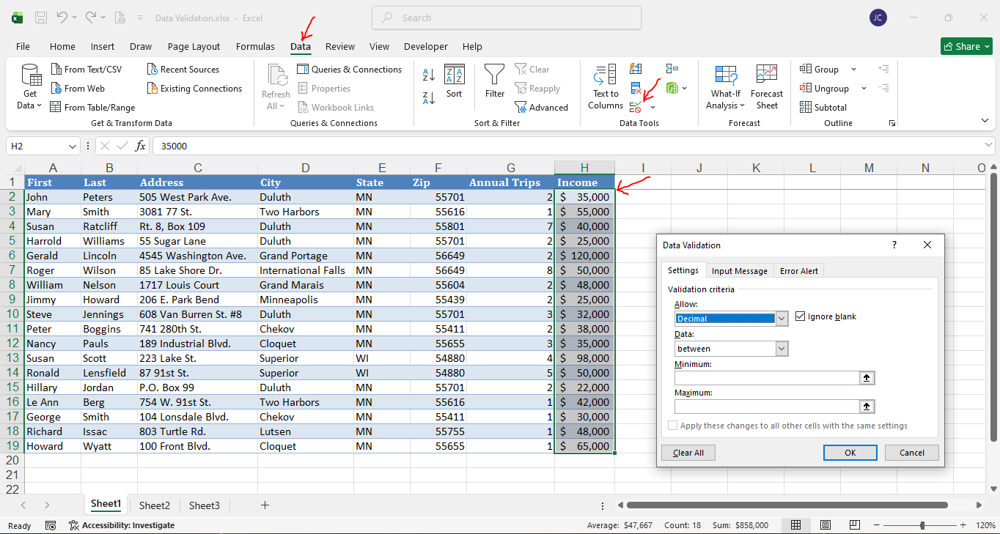 Data Validation.xlsx - Excel
Search
JC
File Home Insert Draw Page Layout Formulas Data Review View Developer Help
Share
Get Data
From Text/CSV
From Web
From Table/Range
Recent Sources
Existing Connections
Get & Transform Data
Refresh All
Queries & Connections
Properties
Workbook Links
Queries & Connections
Sort
Filter
Clear
Reapply
Advanced
Sort & Filter
Text to Columns
Data Tools
What-If Analysis
Forecast Sheet
Forecast
Group
Ungroup
Subtotal
Outline
H2 fx 35000
A B C D E F G H I J K L M N O
1 First Last Address City State Zip Annual Trips Income
2 John Peters 505 West Park Ave. Duluth MN 55701 2 $ 35,000
3 Mary Smith 3081 77 St. Two Harbors MN 55616 1 $ 55,000
4 Susan Ratcliff Rt. 8, Box 109 Duluth MN 55801 7 $ 40,000
5 Harrold Williams 55 Sugar Lane Duluth MN 55701 2 $ 25,000
6 Gerald Lincoln 4545 Washington Ave. Grand Portage MN 56649 2 $ 120,000
7 Roger Wilson 85 Lake Shore Dr. International Falls MN 56649 8 $ 50,000
8 William Nelson 1717 Louis Court Grand Marais MN 55604 2 $ 48,000
9 Jimmy Howard 206 E. Park Bend Minneapolis MN 55439 2 $ 25,000
10 Steve Jennings 608 Van Burren St. #8 Duluth MN 55701 3 $ 32,000
11 Peter Boggins 741 280th St. Chekov MN 55411 2 $ 38,000
12 Nancy Pauls 189 Industrial Blvd. Cloquet MN 55655 3 $ 35,000
13 Susan Scott 223 Lake St. Superior WI 54880 4 $ 98,000
14 Ronald Lensfield 87 91st St. Superior WI 54880 5 $ 50,000
15 Hillary Jordan P.O. Box 99 Duluth MN 55701 2 $ 22,000
16 Le Ann Berg 754 W. 91st St. Two Harbors MN 55616 1 $ 42,000
17 George Smith 104 Lonsdale Blvd. Chekov MN 55411 1 $ 30,000
18 Richard Issac 803 Turtle Rd. Lutsen MN 55755 1 $ 48,000
19 Howard Wyatt 100 Front Blvd. Cloquet MN 55655 1 $ 65,000
20
21
22
Data Validation ?
Settings Input Message Error Alert
Validation criteria
Allow:
Decimal Ignore blank
Data:
between
Minimum:
Maximum:
Apply these changes to all other cells with the same settings
Clear All OK Cancel
Sheet1 Sheet2 Sheet3
Ready Accessibility: Investigate Average: $47,667 Count: 18 Sum: $858,000 120%